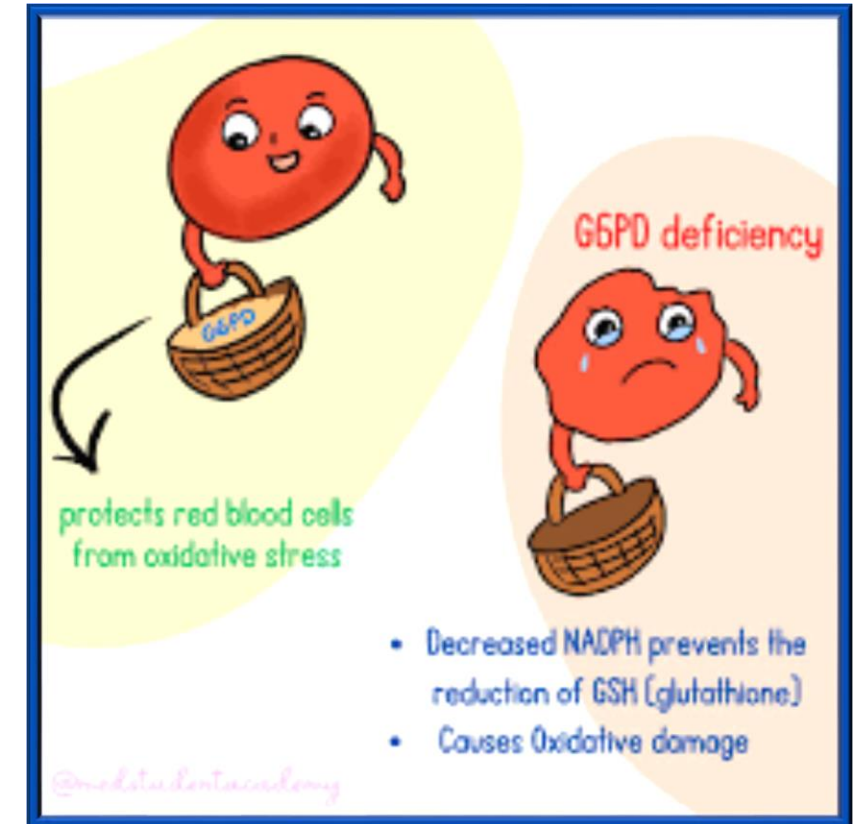 G6PD
protects red blood cells
from oxidative stress
G6PD deficiency
• Decreased NADPH prevents the
reduction of GSH (glutathione)
• Causes Oxidative damage
@medstudentacademy